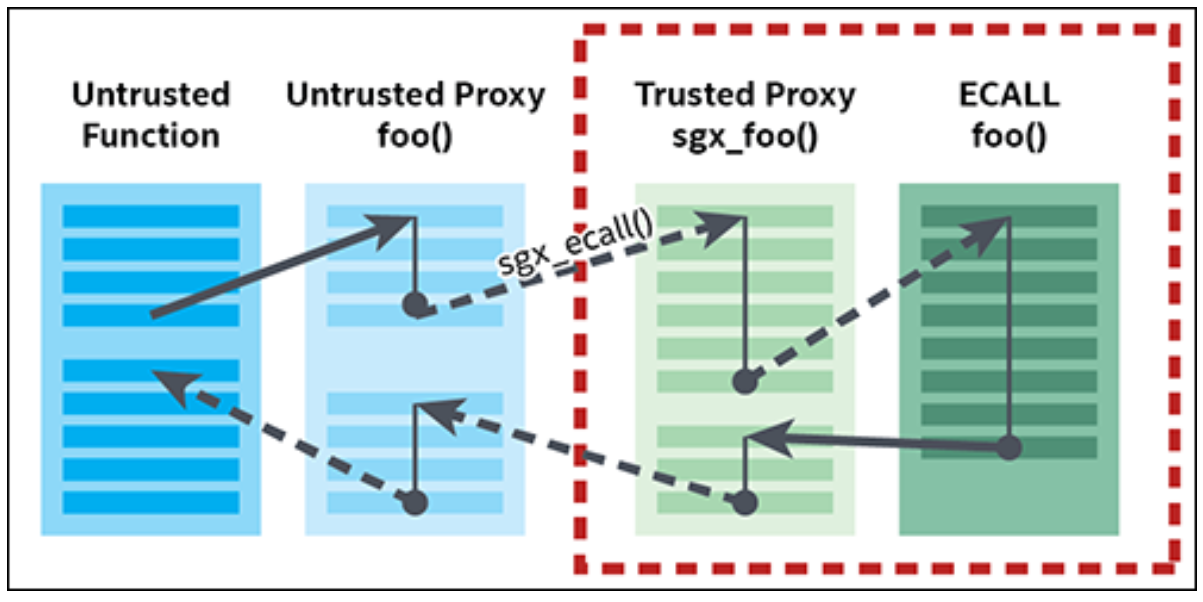 Untrusted
Function
Untrusted Proxy
foo()
Trusted Proxy
sgx_foo()
ECALL
foo()
sgx_ecall()